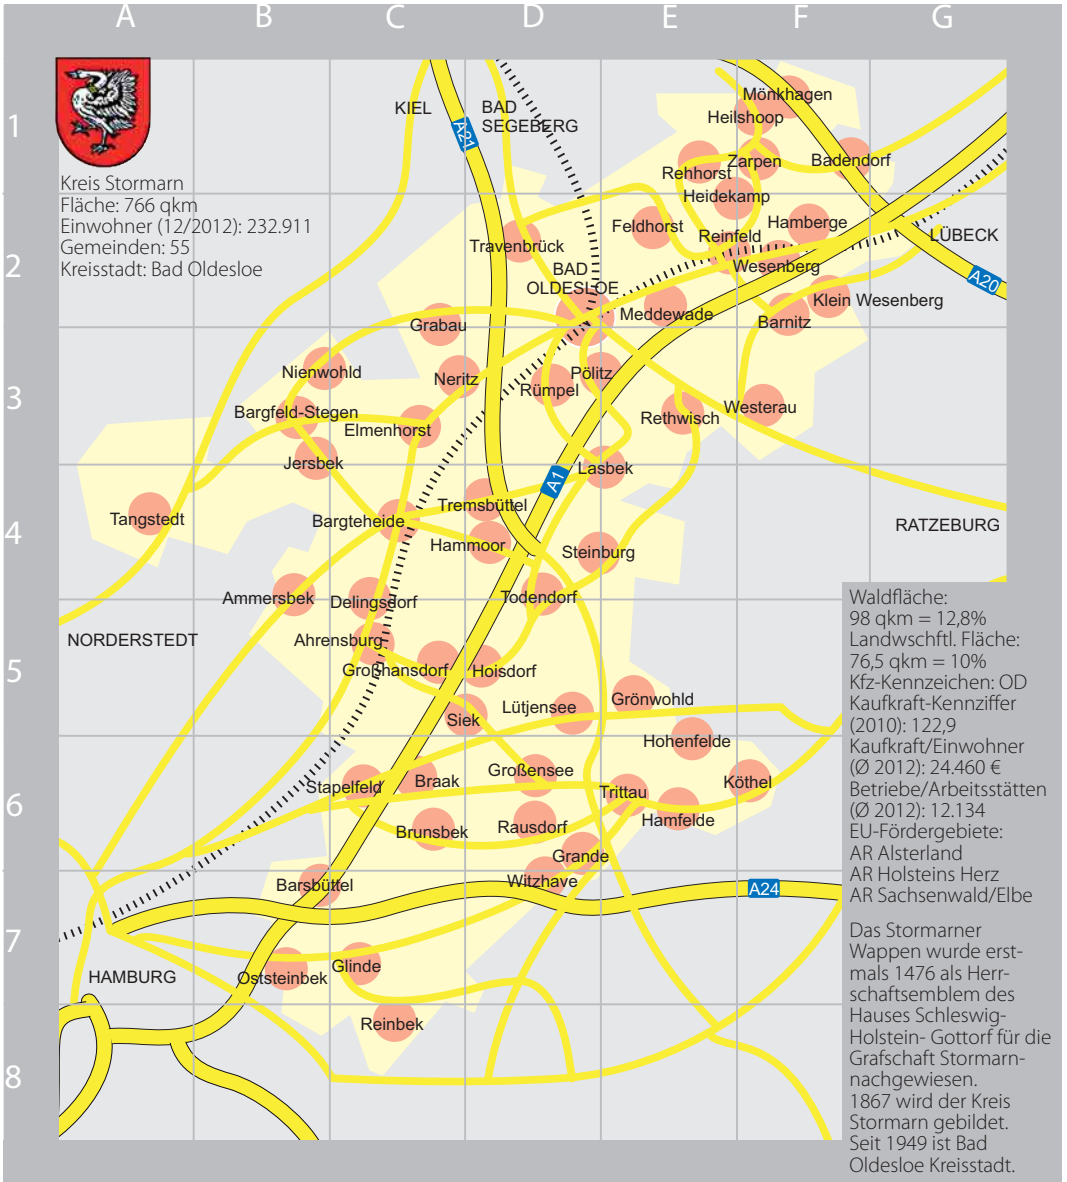 A B C D E F G
1
2
3
4
5
6
7
8
Kreis Stormarn
Fläche: 766 qkm
Einwohner (12/2012): 232.911
Gemeinden: 55
Kreisstadt: Bad Oldesloe
KIEL
A21
BAD
SEGEBERG
Mönkhagen
Heilshoop
Zarpen
Badendorf
Rehhorst
Heidekamp
Feldhorst
Hamberge
Reinfeld
LÜBECK
Travenbrück
Wesenberg
BAD
OLDESLOE
A20
Klein Wesenberg
Meddewade
Barnitz
Grabau
Nienwohld
Neritz
Pölitz
Rümpel
Bargfeld-Stegen
Westerau
Rethwisch
Elmenhorst
Jersbek
Lasbek
A1
Tremsbüttel
Tangstedt
Bargteheide
RATZEBURG
Hammoor
Steinburg
Ammersbek
Delingsdorf
Todendorf
NORDERSTEDT
Ahrensburg
Großhansdorf
Hoisdorf
Grönwohld
Lütjensee
Siek
Hohenfelde
Großensee
Braak
Köthel
Stapelfeld
Trittau
Hamfelde
Brunsbek
Rausdorf
Grande
Witzhave
Barsbüttel
A24
Glinde
HAMBURG
Oststeinbek
Reinbek
Waldfläche:
98 qkm = 12,8%
Landwschftl. Fläche:
76,5 qkm = 10%
Kfz-Kennzeichen: OD
Kaufkraft-Kennziffer
(2010): 122,9
Kaufkraft/Einwohner
(Ø 2012): 24.460 €
Betriebe/Arbeitsstätten
(Ø 2012): 12.134
EU-Fördergebiete:
AR Alsterland
AR Holsteins Herz
AR Sachsenwald/Elbe
Das Stormarner
Wappen wurde erst-
mals 1476 als Herr-
schaftsemblem des
Hauses Schleswig-
Holstein- Gottorf für die
Grafschaft Stormarn-
nachgewiesen.
1867 wird der Kreis
Stormarn gebildet.
Seit 1949 ist Bad
Oldesloe Kreisstadt.